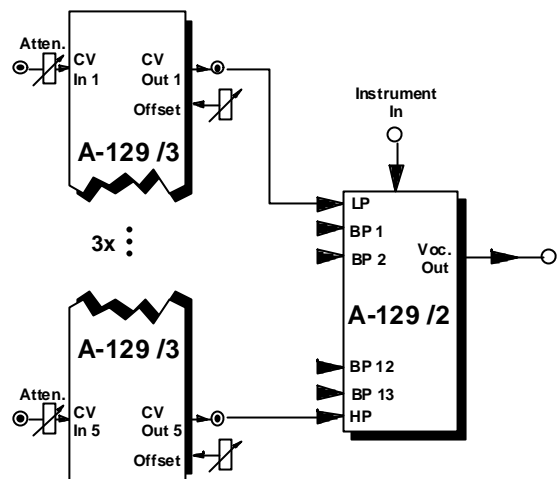 Atten.
CV
In 1
CV
Out 1
Offset
A-129 /3
3x
A-129 /3
Atten.
CV
In 5
CV
Out 5
Offset
Instrument
In
LP
BP 1
BP 2
Voc.
Out
A-129 /2
BP 12
BP 13
HP